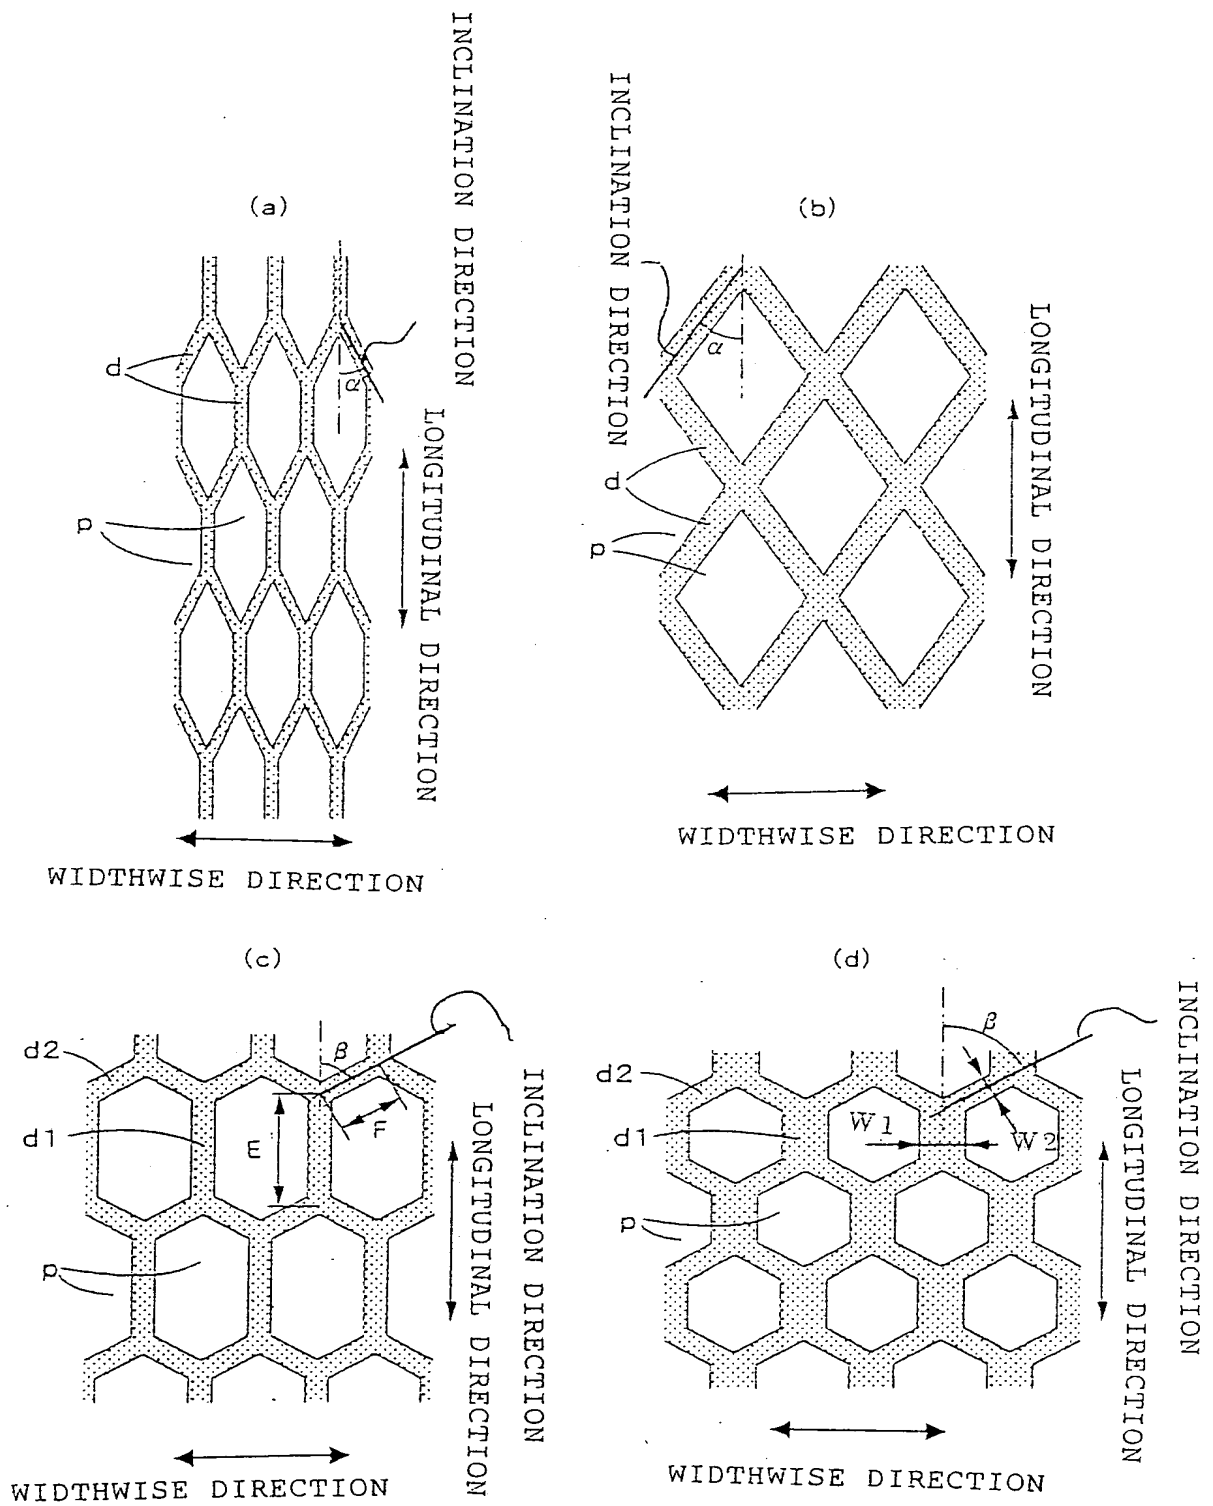 (a)
INCLINATION DIRECTION
α
d
p
LONGITUDINAL DIRECTION
WIDTHWISE DIRECTION
(b)
INCLINATION DIRECTION
α
d
p
LONGITUDINAL DIRECTION
WIDTHWISE DIRECTION
(c)
β
d2
d1
E
F
p
INCLINATION DIRECTION
LONGITUDINAL DIRECTION
WIDTHWISE DIRECTION
(d)
β
d2
d1
W1
W2
p
INCLINATION DIRECTION
LONGITUDINAL DIRECTION
WIDTHWISE DIRECTION